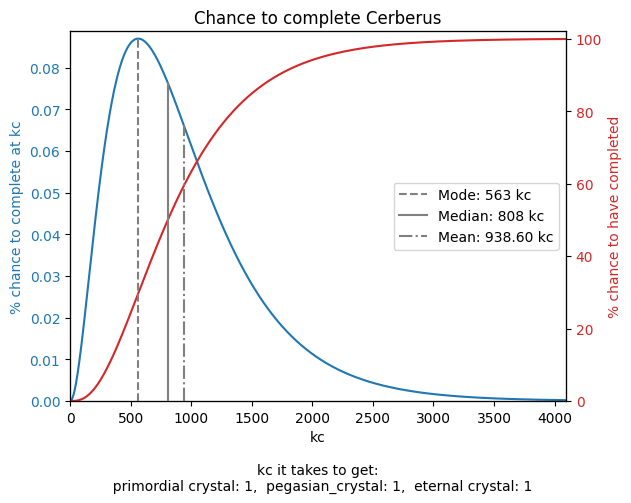 Chance to complete Cerberus
% chance to complete at kc
0.08
0.07
0.06
0.05
0.04
0.03
0.02
0.01
0.00
100
80
60
40
20
0
% chance to have completed
Mode: 563 kc
Median: 808 kc
Mean: 938.60 kc
0 500 1000 1500 2000 2500 3000 3500 4000
kc
kc it takes to get:
primordial crystal: 1, pegasian_crystal: 1, eternal crystal: 1